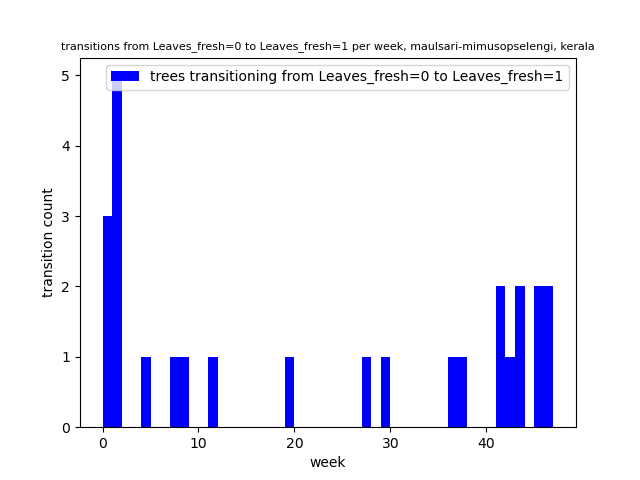 transitions from Leaves_fresh=0 to Leaves_fresh=1 per week, maulsari-mimusopselengi, kerala
trees transitioning from Leaves_fresh=0 to Leaves_fresh=1
transition count
5
4
3
2
1
0
0 10 20 30 40
week